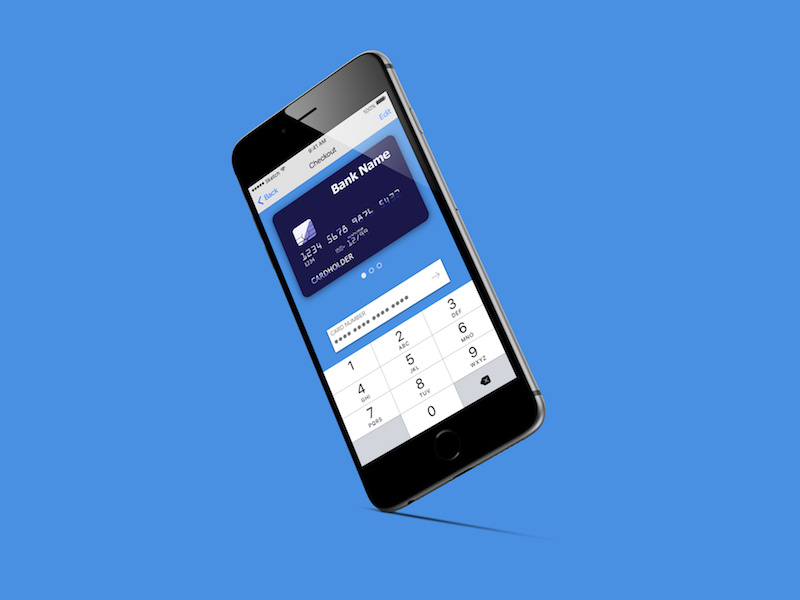 Sketch
9:41 AM
100%
Back
Checkout
Edit
Bank Name
1234 5678 9APL 5432
1234
12/99
CARDHOLDER
CARD NUMBER
1
2
ABC
3
DEF
4
GHI
5
JKL
6
MNO
7
PQRS
8
TUV
9
WXYZ
0